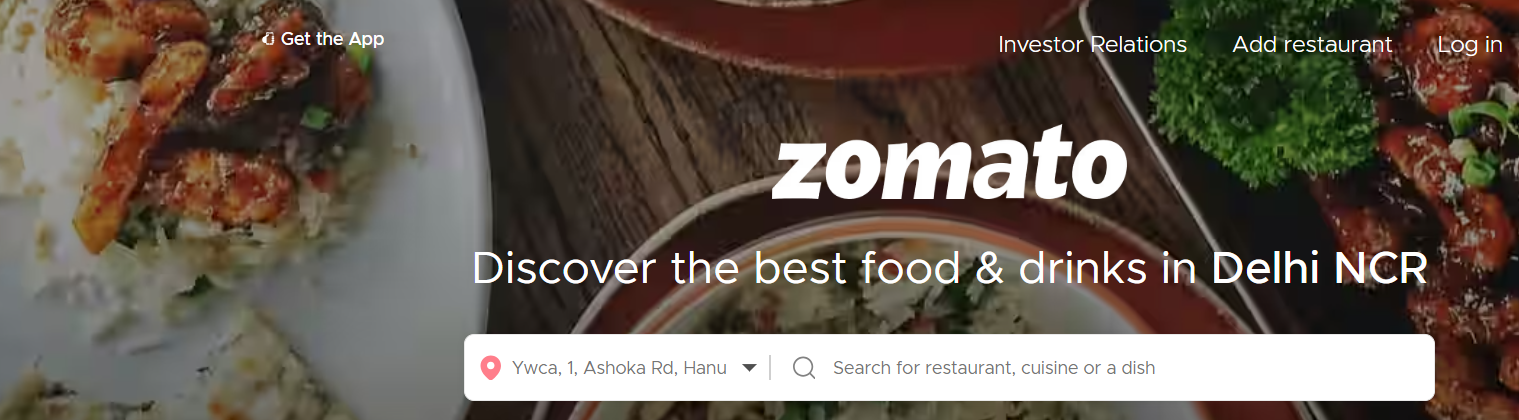 Get the App
Investor Relations Add restaurant Log in
zomato
Discover the best food & drinks in Delhi NCR
Ywca, 1, Ashoka Rd, Hanu Search for restaurant, cuisine or a dish